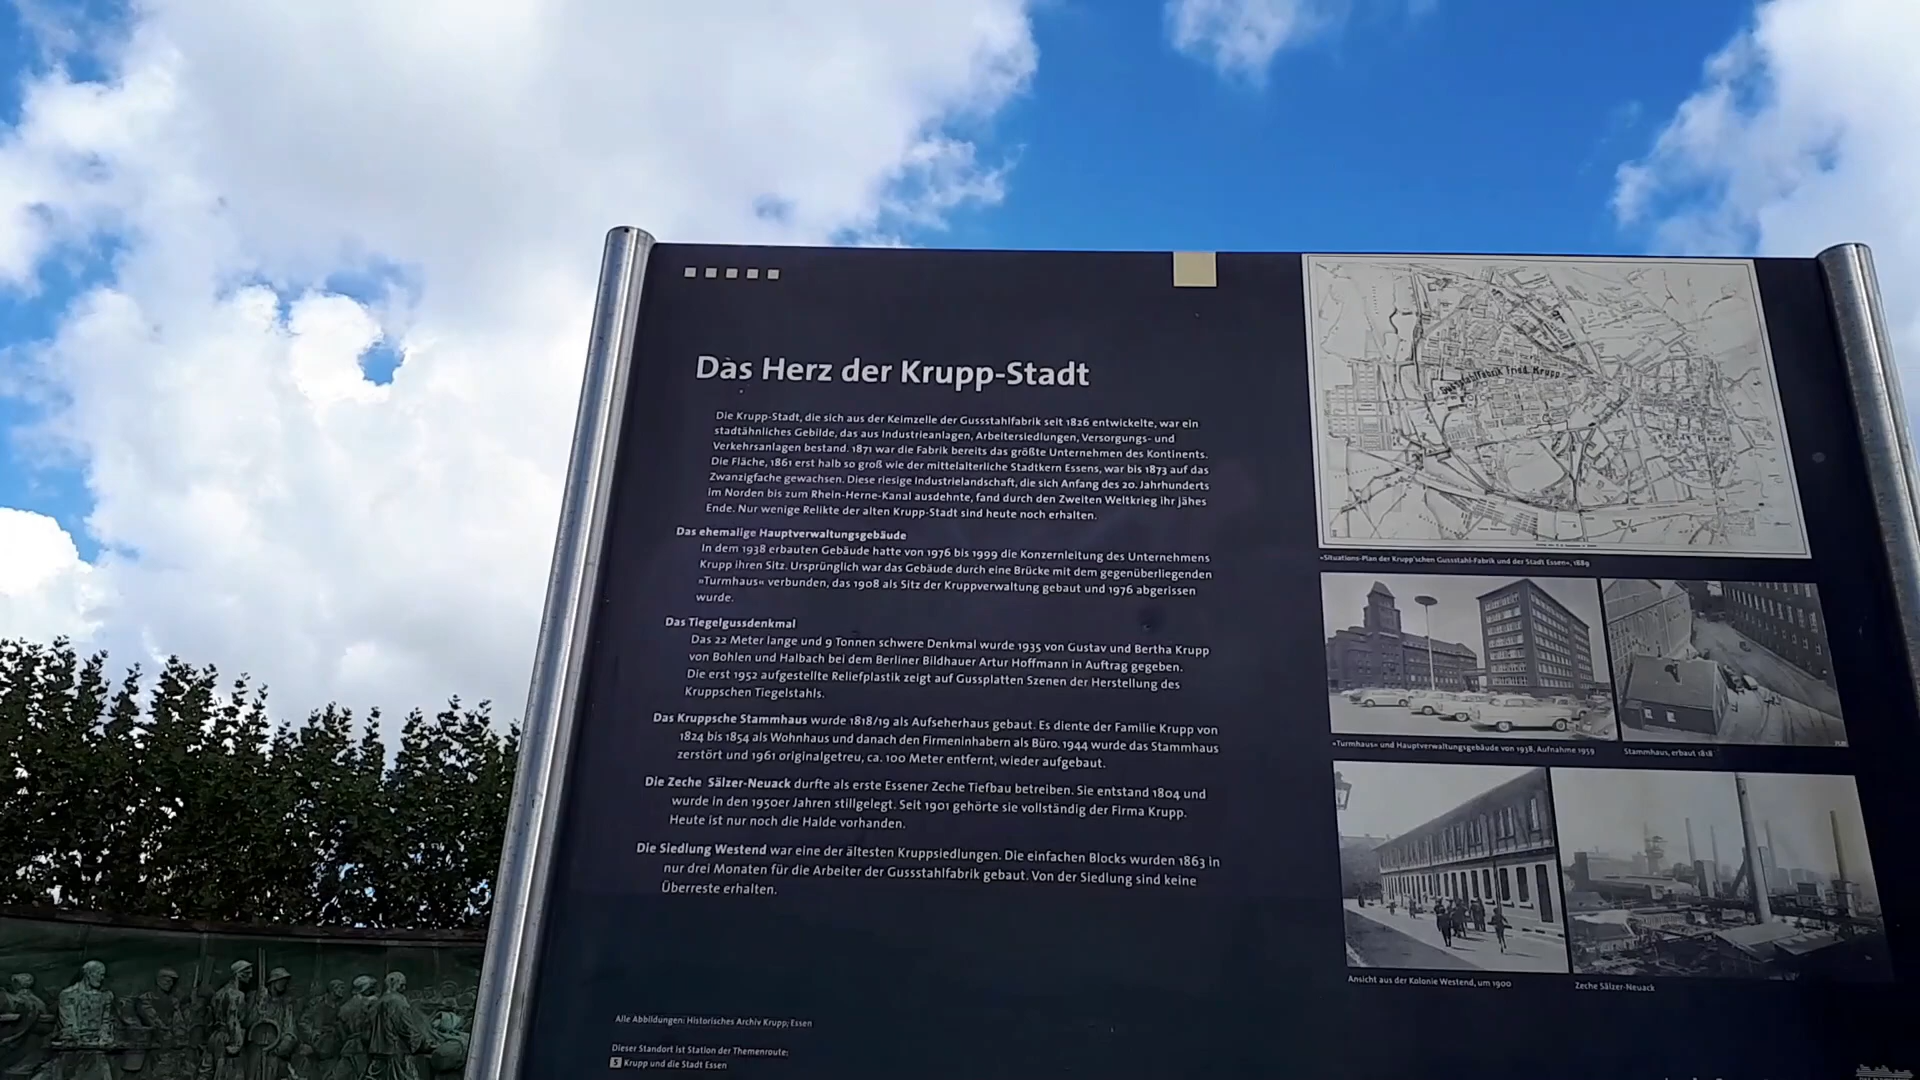 Das Herz der Krupp-Stadt
Die Krupp-Stadt, die sich aus der Keimzelle der Gussstahlfabrik seit 1826 entwickelte, war ein
stadtähnliches Gebilde, das aus Industrieanlagen, Arbeitersiedlungen, Versorgungs- und
Verkehrsanlagen bestand. 1871 war die Fabrik bereits das größte Unternehmen des Kontinents.
Die Fläche, 1861 erst halb so groß wie der mittelalterliche Stadtkern Essens, war bis 1873 auf das
Zwanzigfache gewachsen. Diese riesige Industrielandschaft, die sich Anfang des 20. Jahrhunderts
im Norden bis zum Rhein-Herne-Kanal ausdehnte, fand durch den Zweiten Weltkrieg ihr jähes
Ende. Nur wenige Relikte der alten Krupp-Stadt sind heute noch erhalten.
Das ehemalige Hauptverwaltungsgebäude
In dem 1938 erbauten Gebäude hatte von 1976 bis 1999 die Konzernleitung des Unternehmens
Krupp ihren Sitz. Ursprünglich war das Gebäude durch eine Brücke mit dem gegenüberliegenden
»Turmhaus« verbunden, das 1908 als Sitz der Kruppverwaltung gebaut und 1976 abgerissen
wurde.
Das Tiegelgussdenkmal
Das 22 Meter lange und 9 Tonnen schwere Denkmal wurde 1935 von Gustav und Bertha Krupp
von Bohlen und Halbach bei dem Berliner Bildhauer Artur Hoffmann in Auftrag gegeben.
Die erst 1952 aufgestellte Reliefplastik zeigt auf Gussplatten Szenen der Herstellung des
Kruppschen Tiegelstahls.
Das Kruppsche Stammhaus wurde 1818/19 als Aufseherhaus gebaut. Es diente der Familie Krupp von
1824 bis 1854 als Wohnhaus und danach den Firmeninhabern als Büro. 1944 wurde das Stammhaus
zerstört und 1961 originalgetreu, ca. 100 Meter entfernt, wieder aufgebaut.
Die Zeche Sälzer-Neuack durfte als erste Essener Zeche Tiefbau betreiben. Sie entstand 1804 und
wurde in den 1950er Jahren stillgelegt. Seit 1901 gehörte sie vollständig der Firma Krupp.
Heute ist nur noch die Halde vorhanden.
Die Siedlung Westend war eine der ältesten Kruppsiedlungen. Die einfachen Blocks wurden 1863 in
nur drei Monaten für die Arbeiter der Gussstahlfabrik gebaut. Von der Siedlung sind keine
Überreste erhalten.
Alle Abbildungen: Historisches Archiv Krupp, Essen
Dieser Standort ist Station der Themenroute:
5 Krupp und die Stadt Essen
Gussstahlfabrik Fried. Krupp
»Situations-Plan der Krupp'schen Gussstahl-Fabrik und der Stadt Essen«, 1889
»Turmhaus« und Hauptverwaltungsgebäude von 1938, Aufnahme 1959
Stammhaus, erbaut 1818
Ansicht aus der Kolonie Westend, um 1900
Zeche Sälzer-Neuack